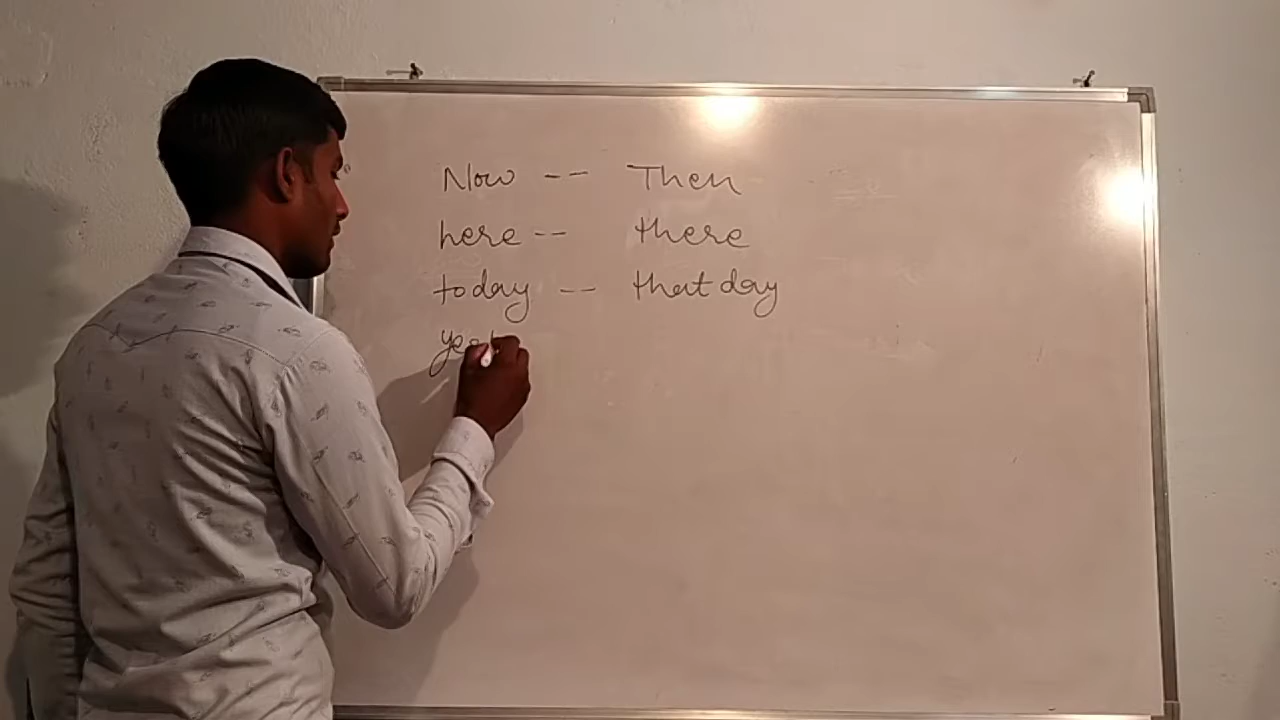 Now -- Then
here -- there
today -- that day